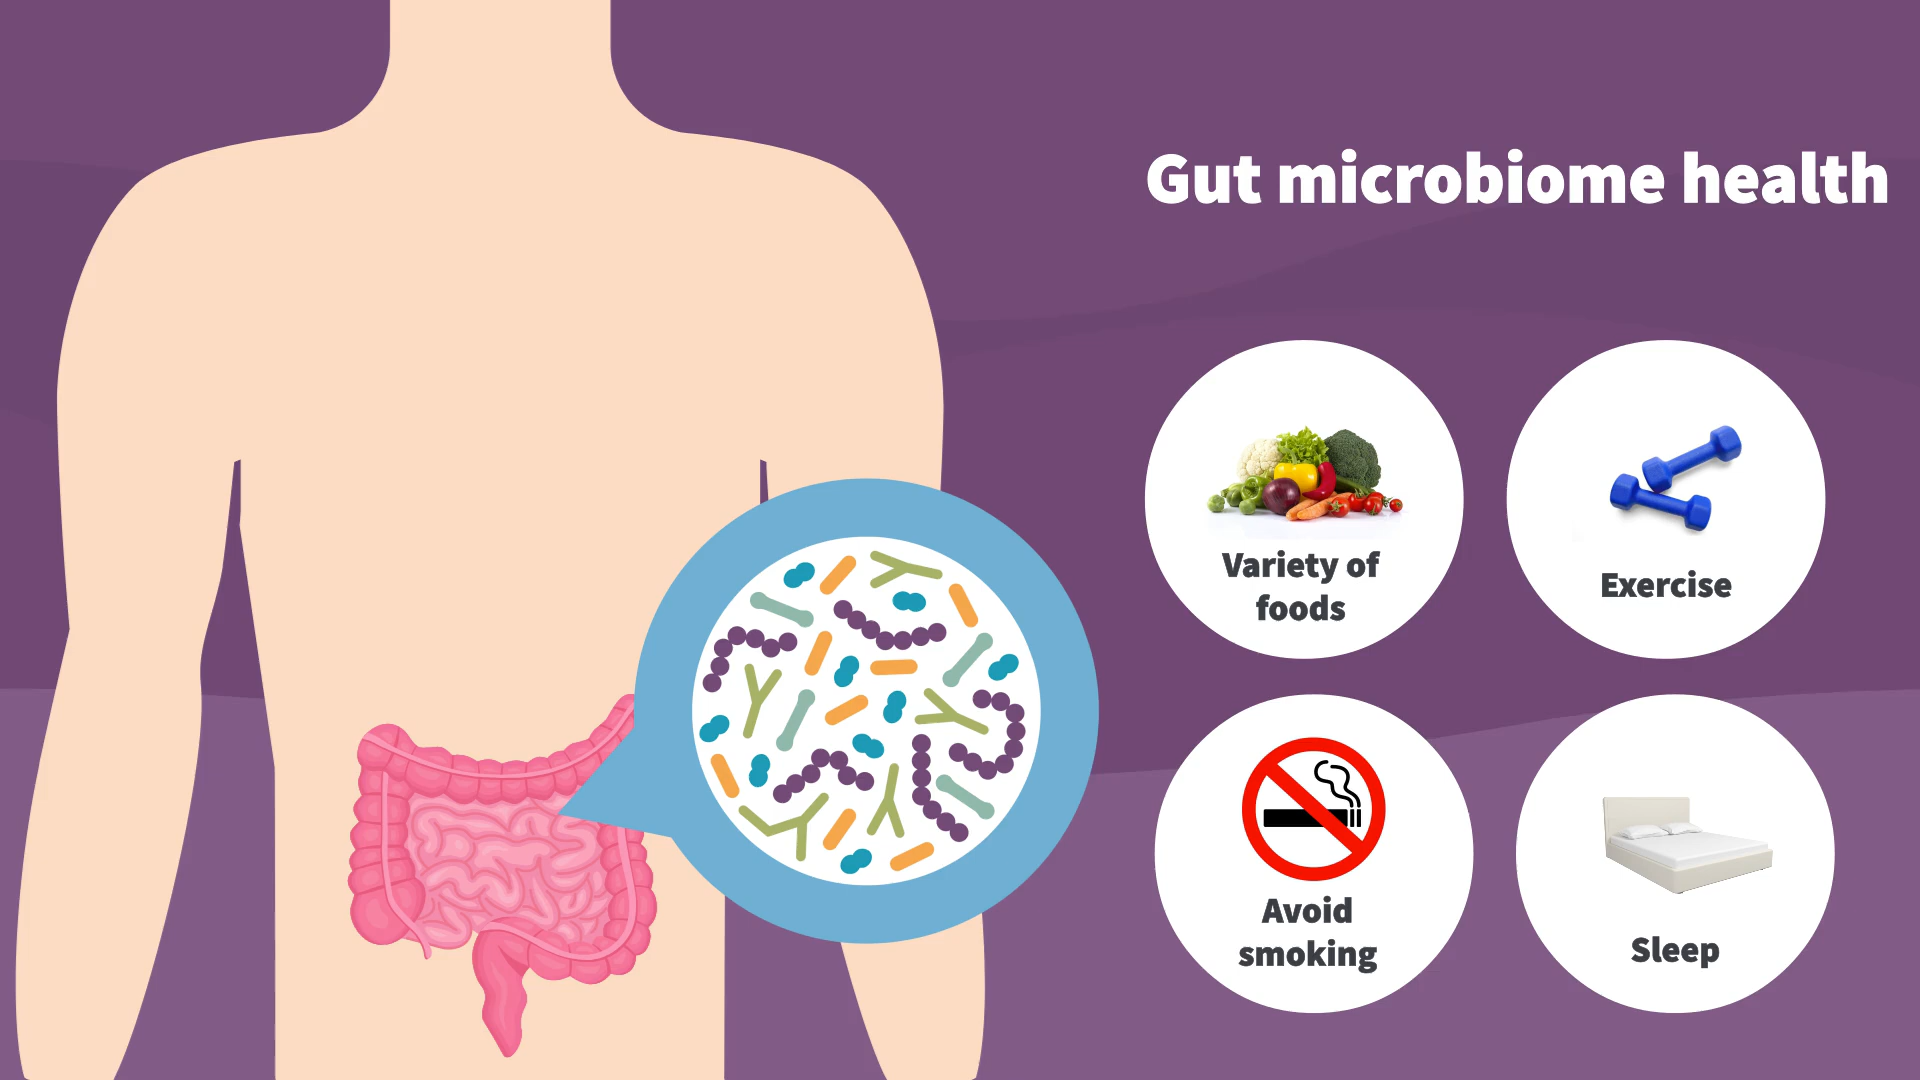 Gut microbiome health
Variety of
foods
Exercise
Avoid
smoking
Sleep